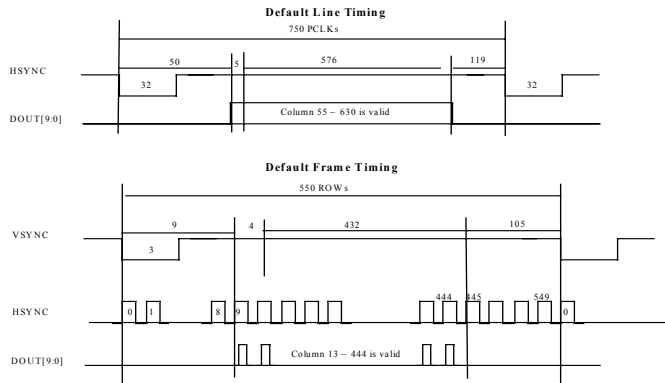 Default Line Timing
750 PCLKs
50 5 576 119
HSYNC
32 32
DOUT[9:0] Column 55 – 630 is valid
Default Frame Timing
550 ROWs
9 4 432 105
VSYNC
3
444 445 549
HSYNC 0 1 8 9 0
DOUT[9:0] Column 13 – 444 is valid